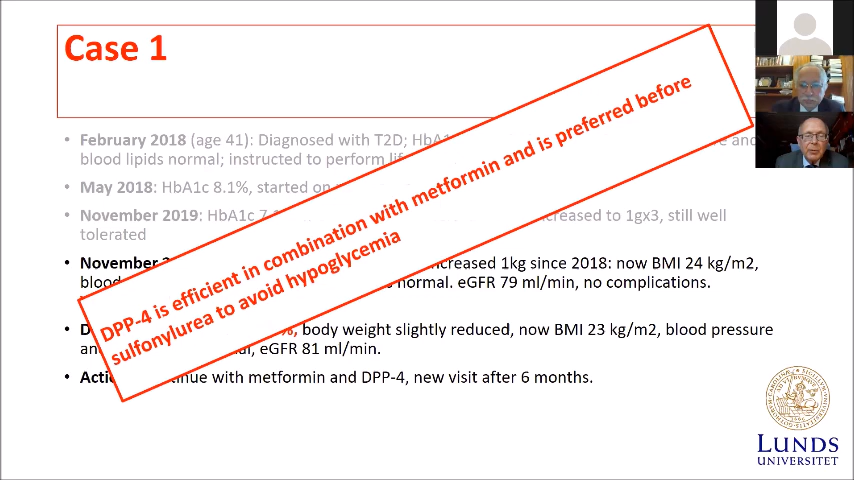 Case 1
• February 2018 (age 41): Diagnosed with T2D; HbA1 and
blood lipids normal; instructed to perform
• May 2018: HbA1c 8.1%, started on
• November 2019: HbA1c 7 creased to 1gx3, still well
tolerated
• November ncreased 1kg since 2018: now BMI 24 kg/m2,
blood normal. eGFR 79 ml/min, no complications.
• D %, body weight slightly reduced, now BMI 23 kg/m2, blood pressure
an eGFR 81 ml/min.
• Acti tinue with metformin and DPP-4, new visit after 6 months.
DPP-4 is efficient in combination with metformin and is preferred before
sulfonylurea to avoid hypoglycemia
LUNDS
UNIVERSITET